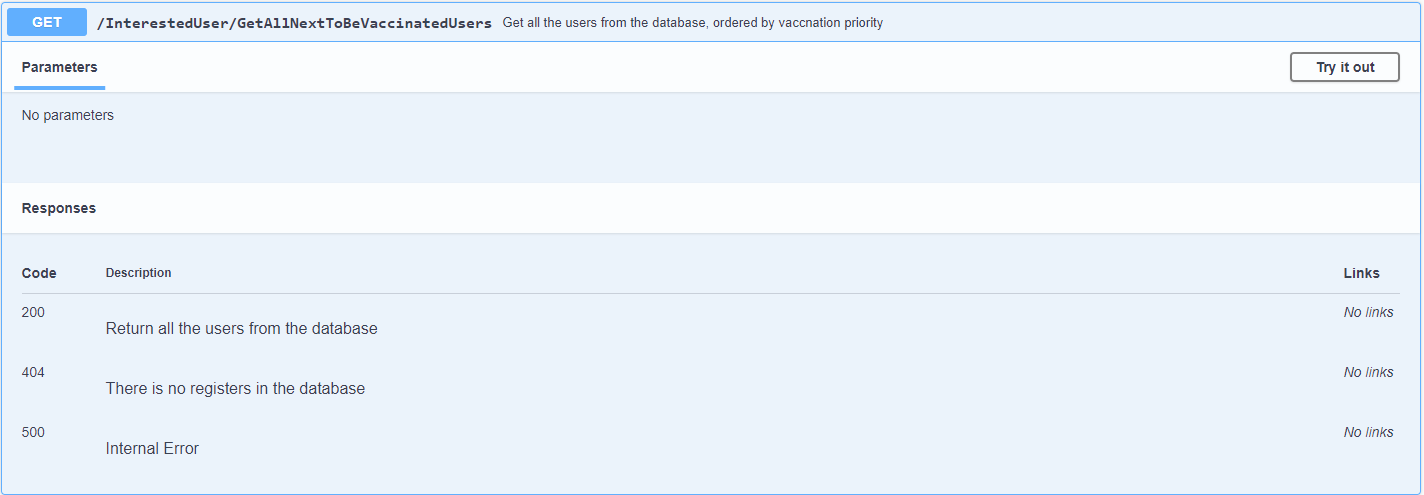 GET /InterestedUser/GetAllNextToBeVaccinatedUsers Get all the users from the database, ordered by vaccnation priority
Parameters Try it out
No parameters
Responses
Code Description Links
200 No links
Return all the users from the database
404 No links
There is no registers in the database
500 No links
Internal Error